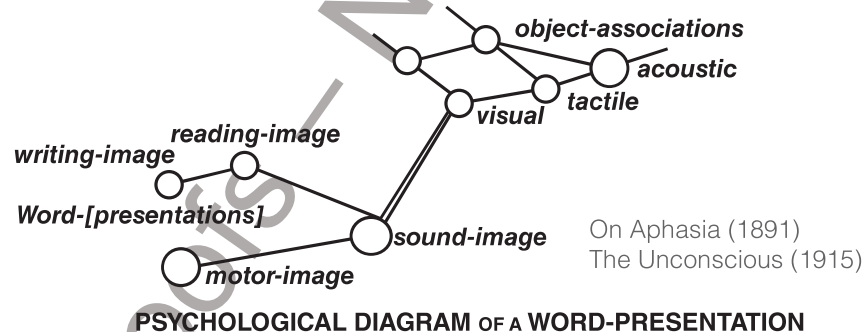 object-associations
acoustic
tactile
visual
reading-image
writing-image
Word-[presentations]
sound-image
On Aphasia (1891)
The Unconscious (1915)
motor-image
PSYCHOLOGICAL DIAGRAM OF A WORD-PRESENTATION